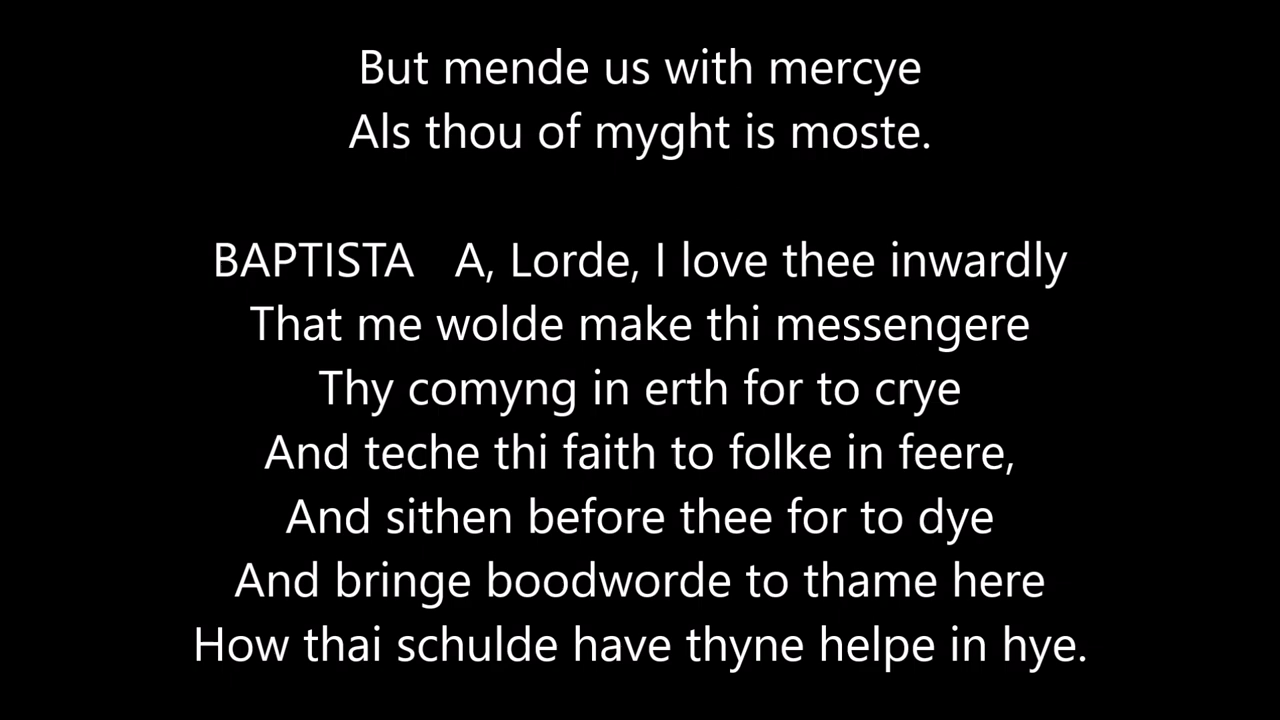 But mende us with mercye
Als thou of myght is moste.
BAPTISTA A, Lorde, I love thee inwardly
That me wolde make thi messengere
Thy comyng in erth for to crye
And teche thi faith to folke in feere,
And sithen before thee for to dye
And bringe boodworde to thame here
How thai schulde have thyne helpe in hye.